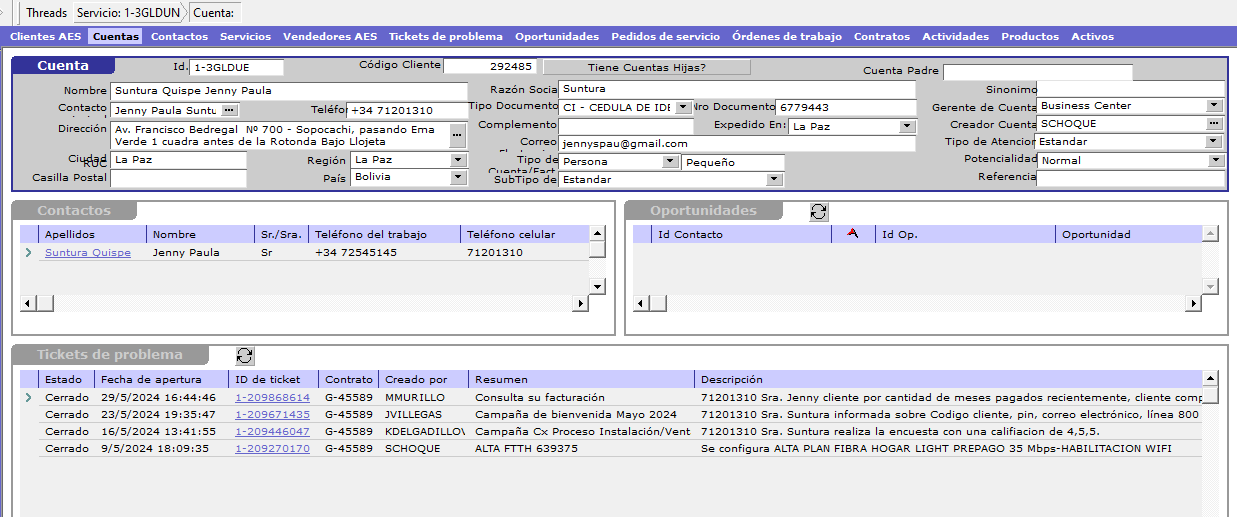 Threads Servicio: 1-3GLDUN Cuenta:
Clientes AES Cuentas Contactos Servicios Vendedores AES Tickets de problema Oportunidades Pedidos de servicio Órdenes de trabajo Contratos Actividades Productos Activos
Cuenta Id. 1-3GLDUE Código Cliente 292485 Tiene Cuentas Hijas? Cuenta Padre
Nombre Suntura Quispe Jenny Paula Razón Socia Suntura Sinonimo
Contacto Jenny Paula Suntu Teléfor +34 71201310 Tipo Documento CI - CEDULA DE IDE Nro Documento 6779443 Gerente de Cuenta Business Center
Dirección Av. Francisco Bedregal Nº 700 - Sopocachi, pasando Ema Complemento Expedido En: La Paz Creador Cuenta SCHOQUE
Verde 1 cuadra antes de la Rotonda Bajo Llojeta Correo jennyspau@gmail.com Tipo de Atencior Estandar
Ciudad La Paz Región La Paz Tipo de Persona Pequeño Potencialidad Normal
RUC Cuenta/Fact
Casilla Postal País Bolivia SubTipo de Estandar Referencia
Contactos
Apellidos Nombre Sr./Sra. Teléfono del trabajo Teléfono celular
Suntura Quispe Jenny Paula Sr +34 72545145 71201310
Oportunidades
Id Contacto Id Op. Oportunidad
Tickets de problema
Estado Fecha de apertura ID de ticket Contrato Creado por Resumen Descripción
Cerrado 29/5/2024 16:44:46 1-209868614 G-45589 MMURILLO Consulta su facturación 71201310 Sra. Jenny cliente por cantidad de meses pagados recientemente, cliente comp
Cerrado 23/5/2024 19:35:47 1-209671435 G-45589 JVILLEGAS Campaña de bienvenida Mayo 2024 71201310 Sra. Suntura informada sobre Codigo cliente, pin, correo electrónico, línea 800
Cerrado 16/5/2024 13:41:55 1-209446047 G-45589 KDELGADILLOV Campaña Cx Proceso Instalación/Vent 71201310 Sra. Suntura realiza la encuesta con una califiacion de 4,5,5.
Cerrado 9/5/2024 18:09:35 1-209270170 G-45589 SCHOQUE ALTA FTTH 639375 Se configura ALTA PLAN FIBRA HOGAR LIGHT PREPAGO 35 Mbps-HABILITACION WIFI